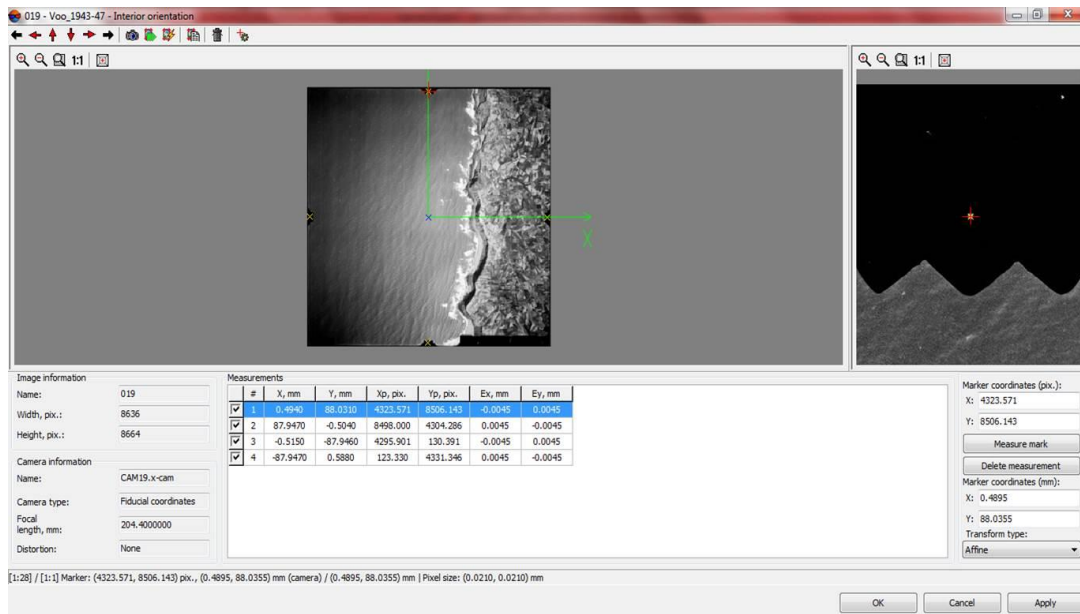 019 - Voo_1943-47 - Interior orientation
1:1
1:1
X
Image information
Name: 019
Width, pix.: 8636
Height, pix.: 8664
Camera information
Name: CAM19.x-cam
Camera type: Fiducial coordinates
Focal
length, mm: 204.4000000
Distortion: None
Measurements
# X, mm Y, mm Xp, pix. Yp, pix. Ex, mm Ey, mm
1 0.4940 88.0310 4323.571 8506.143 -0.0045 0.0045
2 87.9470 -0.5040 8498.000 4304.286 0.0045 -0.0045
3 -0.5150 -87.9460 4295.901 130.391 -0.0045 0.0045
4 -87.9470 0.5880 123.330 4331.346 0.0045 -0.0045
Marker coordinates (pix.):
X: 4323.571
Y: 8506.143
Measure mark
Delete measurement
Marker coordinates (mm):
X: 0.4895
Y: 88.0355
Transform type:
Affine
[1:28] / [1:1] Marker: (4323.571, 8506.143) pix., (0.4895, 88.0355) mm (camera) / (0.4895, 88.0355) mm | Pixel size: (0.0210, 0.0210) mm
OK Cancel Apply